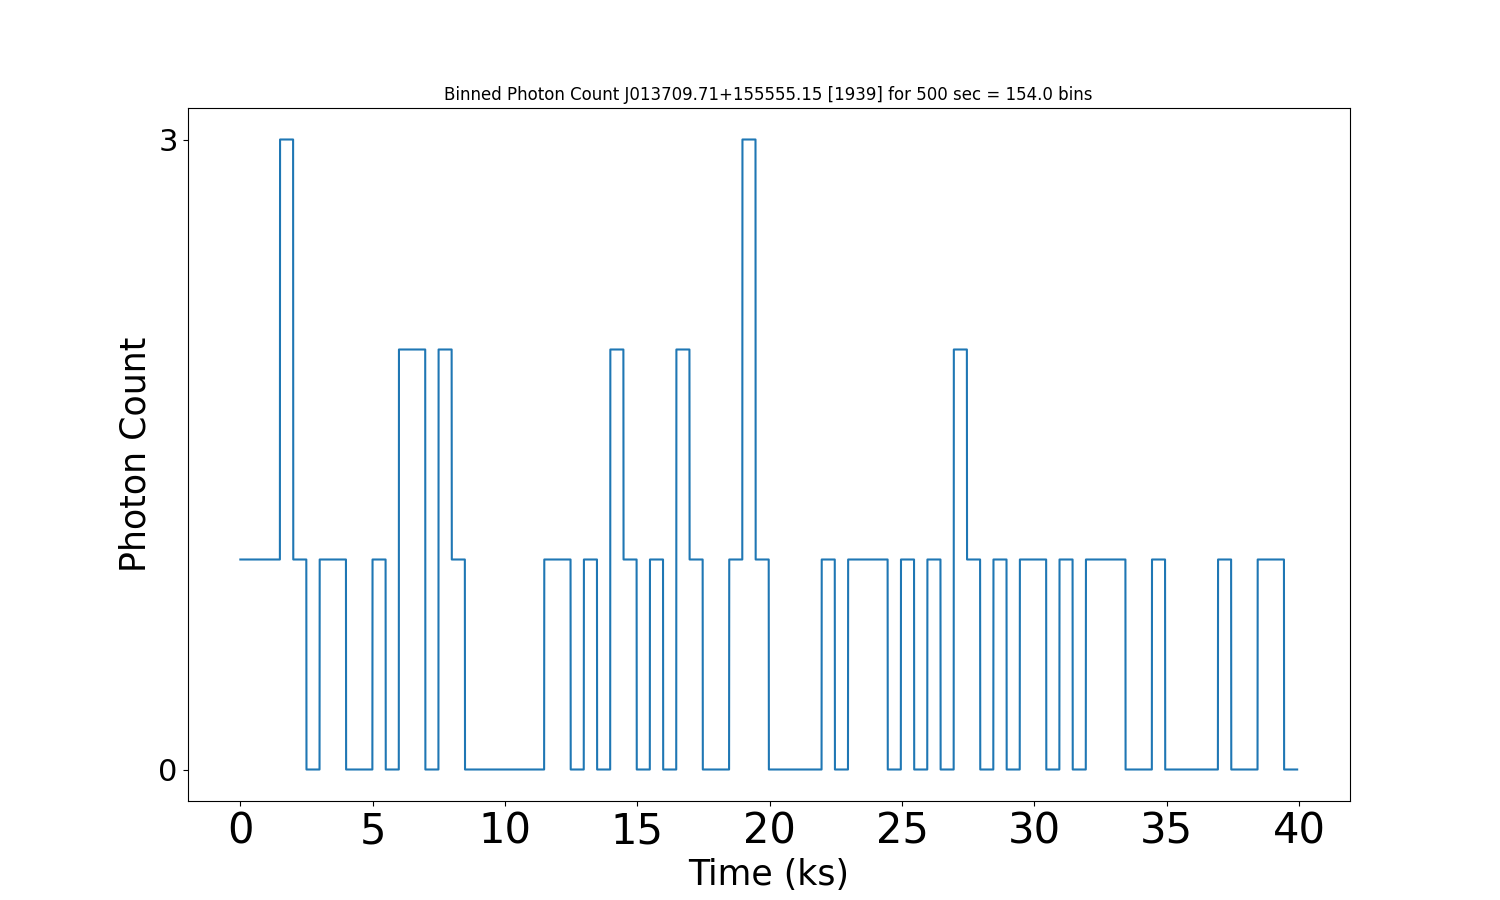 Binned Photon Count J013709.71+155555.15 [1939] for 500 sec = 154.0 bins
3
Photon Count
0
0 5 10 15 20 25 30 35 40
Time (ks)